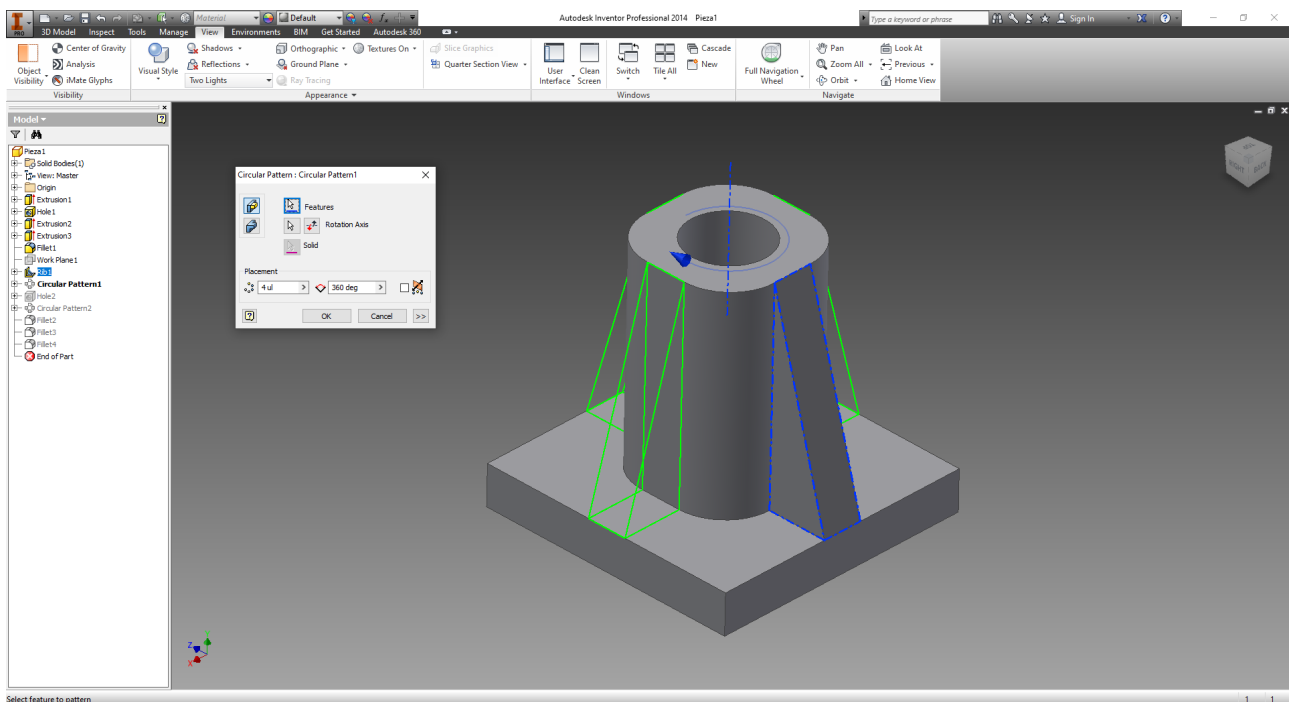 Material Default Autodesk Inventor Professional 2014 Pieza1 Type a keyword or phrase Sign In
PRO 3D Model Inspect Tools Manage View Environments BIM Get Started Autodesk 360
Center of Gravity Shadows Orthographic Textures On Slice Graphics Cascade Pan Look At
Analysis Reflections Ground Plane Quarter Section View New Zoom All Previous
iMate Glyphs Two Lights Ray Tracing Orbit Home View
Object Visibility Visual Style User Interface Clean Screen Switch Tile All Full Navigation Wheel
Visibility Appearance Windows Navigate
Model
Pieza1
Solid Bodies(1)
View: Master
Origin
Extrusion1
Hole1
Extrusion2
Extrusion3
Fillet1
Work Plane1
Rib1
Circular Pattern1
Hole2
Circular Pattern2
Fillet2
Fillet3
Fillet4
End of Part
Circular Pattern : Circular Pattern1
Features
Rotation Axis
Solid
Placement
4 ul > 360 deg >
OK Cancel >>
Z
X
Select feature to pattern 1 1